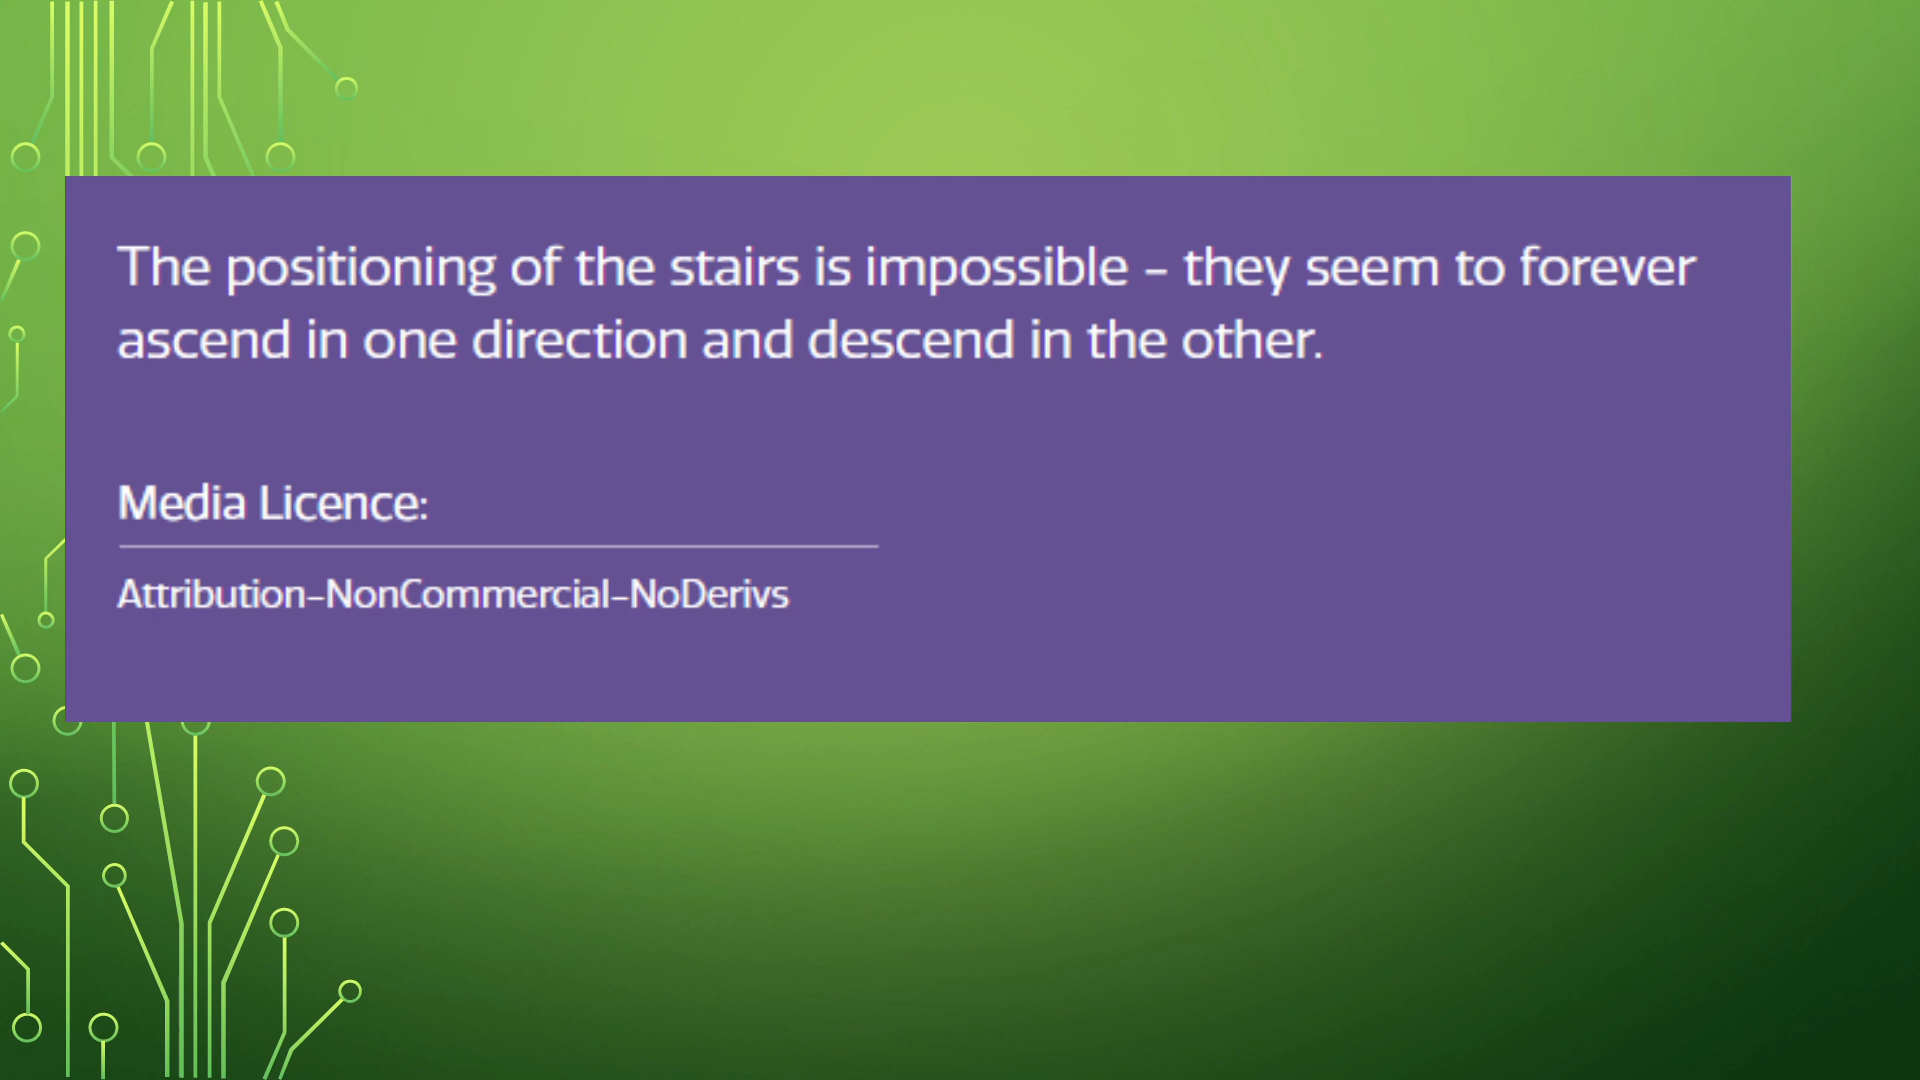 The positioning of the stairs is impossible – they seem to forever
ascend in one direction and descend in the other.
Media Licence:
Attribution-NonCommercial-NoDerivs